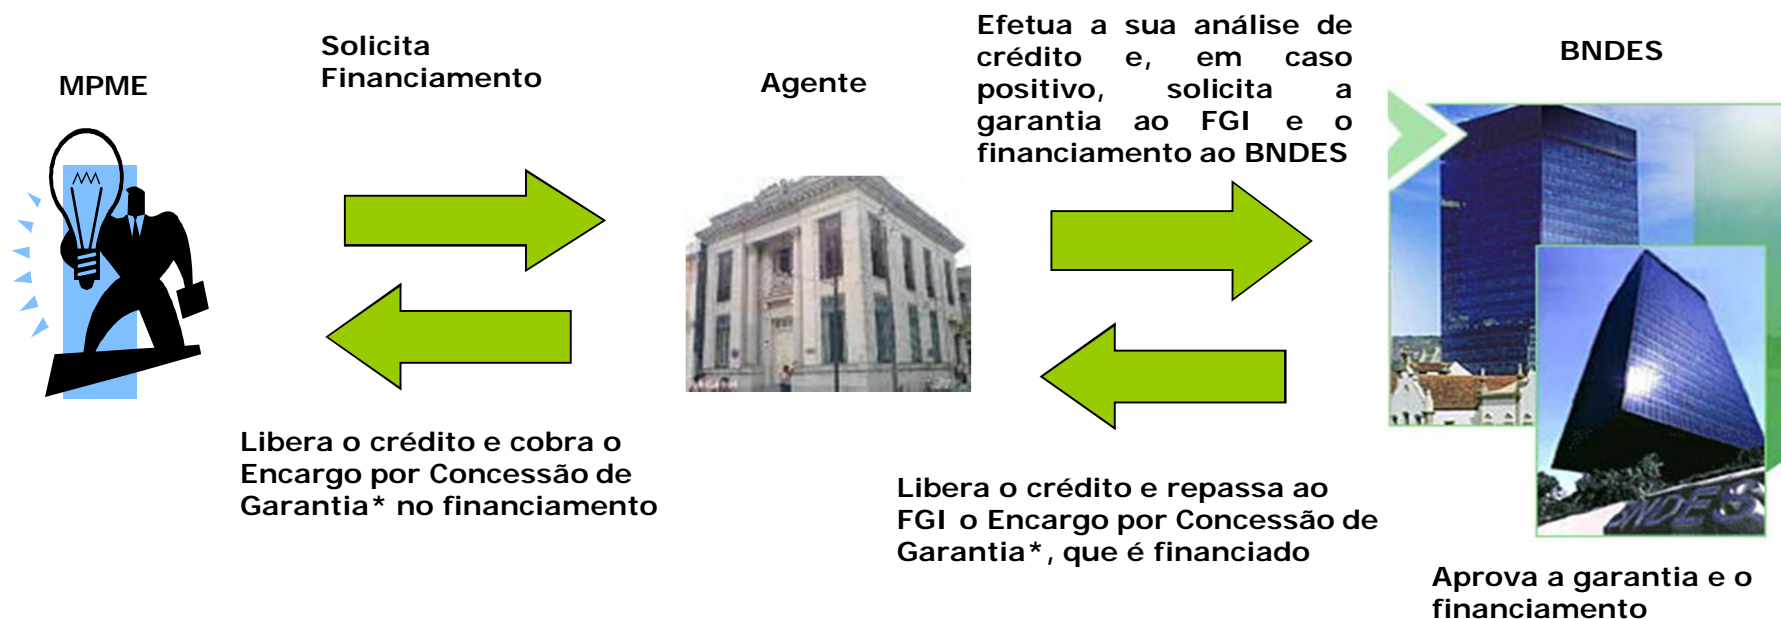 MPME
Solicita
Financiamento
Agente
Efetua a sua análise de
crédito e, em caso
positivo, solicita a
garantia ao FGI e o
financiamento ao BNDES
BNDES
Libera o crédito e cobra o
Encargo por Concessão de
Garantia* no financiamento
Libera o crédito e repassa ao
FGI o Encargo por Concessão de
Garantia*, que é financiado
BNDES
Aprova a garantia e o
financiamento